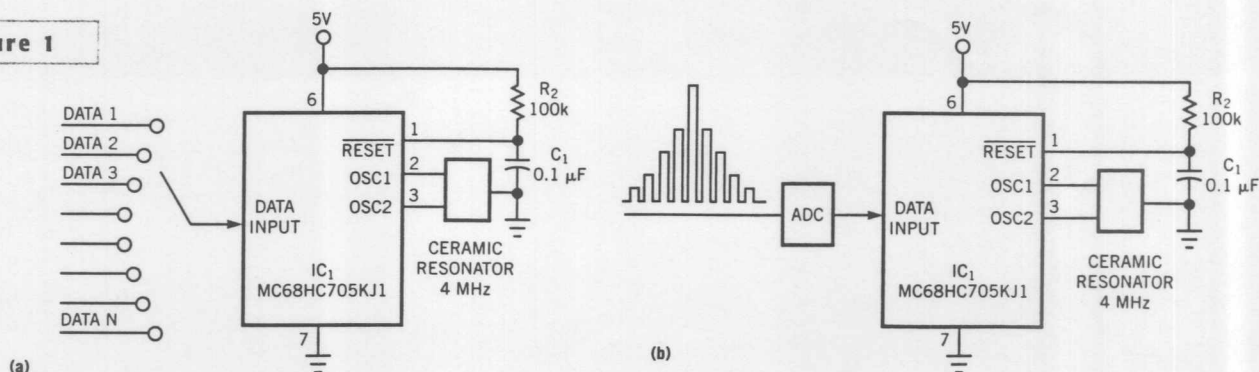 ure 1
5V
6
R2
100k
DATA 1
DATA 2
DATA 3
DATA N
DATA
INPUT
1
RESET
2
OSC1
3
OSC2
C1
0.1 μF
IC1
MC68HC705KJ1
CERAMIC
RESONATOR
4 MHz
7
(a)
5V
6
R2
100k
ADC
DATA
INPUT
1
RESET
2
OSC1
3
OSC2
C1
0.1 μF
IC1
MC68HC705KJ1
CERAMIC
RESONATOR
4 MHz
7
(b)